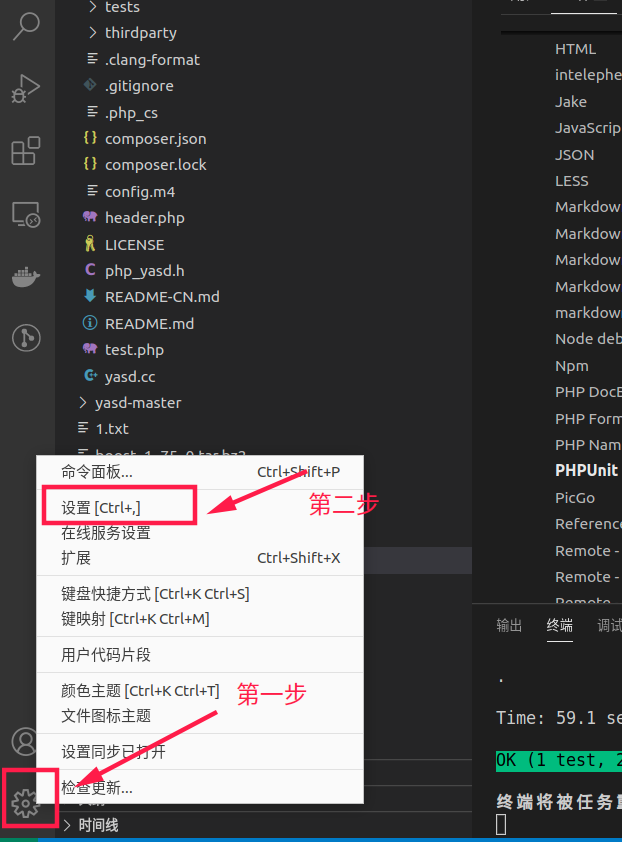 tests
thirdparty
.clang-format
.gitignore
.php_cs
composer.json
composer.lock
config.m4
header.php
LICENSE
php_yasd.h
README-CN.md
README.md
test.php
yasd.cc
yasd-master
1.txt
命令面板... Ctrl+Shift+P
设置 [Ctrl+,]
第二步
在线服务设置
扩展 Ctrl+Shift+X
键盘快捷方式 [Ctrl+K Ctrl+S]
键映射 [Ctrl+K Ctrl+M]
用户代码片段
颜色主题 [Ctrl+K Ctrl+T]
第一步
文件图标主题
设置同步已打开
检查更新...
时间线
HTML
intelephe
Jake
JavaScrip
JSON
LESS
Markdow
Markdow
Markdow
Markdow
markdow
Node deb
Npm
PHP DocB
PHP Form
PHP Nam
PHPUnit
PicGo
Reference
Remote -
Remote -
Remote
输出 终端 调试
.
Time: 59.1 se
OK (1 test, 2
终端将被任务重